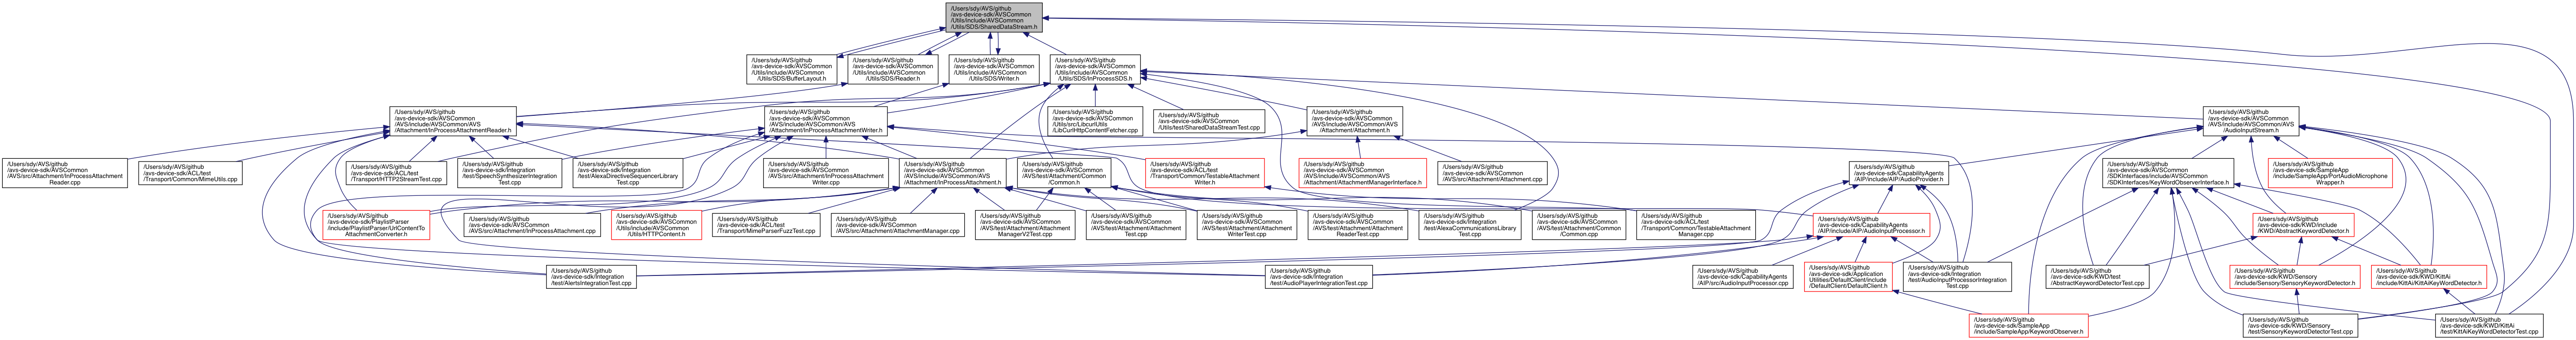 /Users/sdy/AVS/github
/avs-device-sdk/AVSCommon
/Utils/include/AVSCommon
/Utils/SDS/SharedDataStream.h
/Users/sdy/AVS/github
/avs-device-sdk/AVSCommon
/Utils/include/AVSCommon
/Utils/SDS/BufferLayout.h
/Users/sdy/AVS/github
/avs-device-sdk/AVSCommon
/Utils/include/AVSCommon
/Utils/SDS/Reader.h
/Users/sdy/AVS/github
/avs-device-sdk/AVSCommon
/Utils/include/AVSCommon
/Utils/SDS/Writer.h
/Users/sdy/AVS/github
/avs-device-sdk/AVSCommon
/Utils/include/AVSCommon
/Utils/SDS/InProcessSDS.h
/Users/sdy/AVS/github
/avs-device-sdk/AVSCommon
/AVS/include/AVSCommon/AVS
/Attachment/InProcessAttachmentReader.h
/Users/sdy/AVS/github
/avs-device-sdk/AVSCommon
/AVS/include/AVSCommon/AVS
/Attachment/InProcessAttachmentWriter.h
/Users/sdy/AVS/github
/avs-device-sdk/AVSCommon
/Utils/src/LibcurlUtils
/LibCurlHttpContentFetcher.cpp
/Users/sdy/AVS/github
/avs-device-sdk/AVSCommon
/Utils/test/SharedDataStreamTest.cpp
/Users/sdy/AVS/github
/avs-device-sdk/AVSCommon
/AVS/include/AVSCommon/AVS
/Attachment/Attachment.h
/Users/sdy/AVS/github
/avs-device-sdk/AVSCommon
/AVS/include/AVSCommon/AVS
/AudioInputStream.h
/Users/sdy/AVS/github
/avs-device-sdk/AVSCommon
/AVS/src/Attachment/InProcessAttachment
Reader.cpp
/Users/sdy/AVS/github
/avs-device-sdk/ACL/test
/Transport/Common/MimeUtils.cpp
/Users/sdy/AVS/github
/avs-device-sdk/ACL/test
/Transport/HTTP2StreamTest.cpp
/Users/sdy/AVS/github
/avs-device-sdk/Integration
/test/SpeechSynthesizerIntegration
Test.cpp
/Users/sdy/AVS/github
/avs-device-sdk/Integration
/test/AlexaDirectiveSequencerLibrary
Test.cpp
/Users/sdy/AVS/github
/avs-device-sdk/AVSCommon
/AVS/src/Attachment/InProcessAttachment
Writer.cpp
/Users/sdy/AVS/github
/avs-device-sdk/AVSCommon
/AVS/include/AVSCommon/AVS
/Attachment/InProcessAttachment.h
/Users/sdy/AVS/github
/avs-device-sdk/AVSCommon
/AVS/test/Attachment/Common
/Common.h
/Users/sdy/AVS/github
/avs-device-sdk/ACL/test
/Transport/Common/TestableAttachment
Writer.h
/Users/sdy/AVS/github
/avs-device-sdk/AVSCommon
/AVS/include/AVSCommon/AVS
/Attachment/AttachmentManagerInterface.h
/Users/sdy/AVS/github
/avs-device-sdk/AVSCommon
/AVS/src/Attachment/Attachment.cpp
/Users/sdy/AVS/github
/avs-device-sdk/CapabilityAgents
/AIP/include/AIP/AudioProvider.h
/Users/sdy/AVS/github
/avs-device-sdk/AVSCommon
/SDKInterfaces/include/AVSCommon
/SDKInterfaces/KeyWordObserverInterface.h
/Users/sdy/AVS/github
/avs-device-sdk/SampleApp
/include/SampleApp/PortAudioMicrophone
Wrapper.h
/Users/sdy/AVS/github
/avs-device-sdk/PlaylistParser
/include/PlaylistParser/UrlContentTo
AttachmentConverter.h
/Users/sdy/AVS/github
/avs-device-sdk/AVSCommon
/AVS/src/Attachment/InProcessAttachment.cpp
/Users/sdy/AVS/github
/avs-device-sdk/AVSCommon
/Utils/include/AVSCommon
/Utils/HTTPContent.h
/Users/sdy/AVS/github
/avs-device-sdk/ACL/test
/Transport/MimeParserFuzzTest.cpp
/Users/sdy/AVS/github
/avs-device-sdk/AVSCommon
/AVS/src/Attachment/AttachmentManager.cpp
/Users/sdy/AVS/github
/avs-device-sdk/AVSCommon
/AVS/test/Attachment/Attachment
ManagerV2Test.cpp
/Users/sdy/AVS/github
/avs-device-sdk/AVSCommon
/AVS/test/Attachment/Attachment
Test.cpp
/Users/sdy/AVS/github
/avs-device-sdk/AVSCommon
/AVS/test/Attachment/Attachment
WriterTest.cpp
/Users/sdy/AVS/github
/avs-device-sdk/AVSCommon
/AVS/test/Attachment/Attachment
ReaderTest.cpp
/Users/sdy/AVS/github
/avs-device-sdk/Integration
/test/AlexaCommunicationsLibrary
Test.cpp
/Users/sdy/AVS/github
/avs-device-sdk/AVSCommon
/AVS/test/Attachment/Common
/Common.cpp
/Users/sdy/AVS/github
/avs-device-sdk/ACL/test
/Transport/Common/TestableAttachment
Manager.cpp
/Users/sdy/AVS/github
/avs-device-sdk/CapabilityAgents
/AIP/include/AIP/AudioInputProcessor.h
/Users/sdy/AVS/github
/avs-device-sdk/KWD/include
/KWD/AbstractKeywordDetector.h
/Users/sdy/AVS/github
/avs-device-sdk/Integration
/test/AlertsIntegrationTest.cpp
/Users/sdy/AVS/github
/avs-device-sdk/Integration
/test/AudioPlayerIntegrationTest.cpp
/Users/sdy/AVS/github
/avs-device-sdk/CapabilityAgents
/AIP/src/AudioInputProcessor.cpp
/Users/sdy/AVS/github
/avs-device-sdk/Application
Utilities/DefaultClient/include
/DefaultClient/DefaultClient.h
/Users/sdy/AVS/github
/avs-device-sdk/Integration
/test/AudioInputProcessorIntegration
Test.cpp
/Users/sdy/AVS/github
/avs-device-sdk/KWD/test
/AbstractKeywordDetectorTest.cpp
/Users/sdy/AVS/github
/avs-device-sdk/KWD/Sensory
/include/Sensory/SensoryKeywordDetector.h
/Users/sdy/AVS/github
/avs-device-sdk/KWD/KittAi
/include/KittAi/KittAiKeyWordDetector.h
/Users/sdy/AVS/github
/avs-device-sdk/SampleApp
/include/SampleApp/KeywordObserver.h
/Users/sdy/AVS/github
/avs-device-sdk/KWD/Sensory
/test/SensoryKeywordDetectorTest.cpp
/Users/sdy/AVS/github
/avs-device-sdk/KWD/KittAi
/test/KittAiKeyWordDetectorTest.cpp